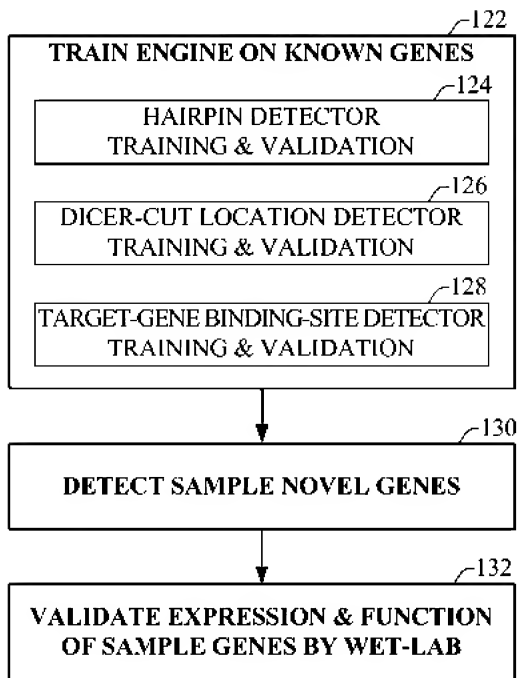 122
TRAIN ENGINE ON KNOWN GENES
124
HAIRPIN DETECTOR
TRAINING & VALIDATION
126
DICER-CUT LOCATION DETECTOR
TRAINING & VALIDATION
128
TARGET-GENE BINDING-SITE DETECTOR
TRAINING & VALIDATION
130
DETECT SAMPLE NOVEL GENES
132
VALIDATE EXPRESSION & FUNCTION
OF SAMPLE GENES BY WET-LAB